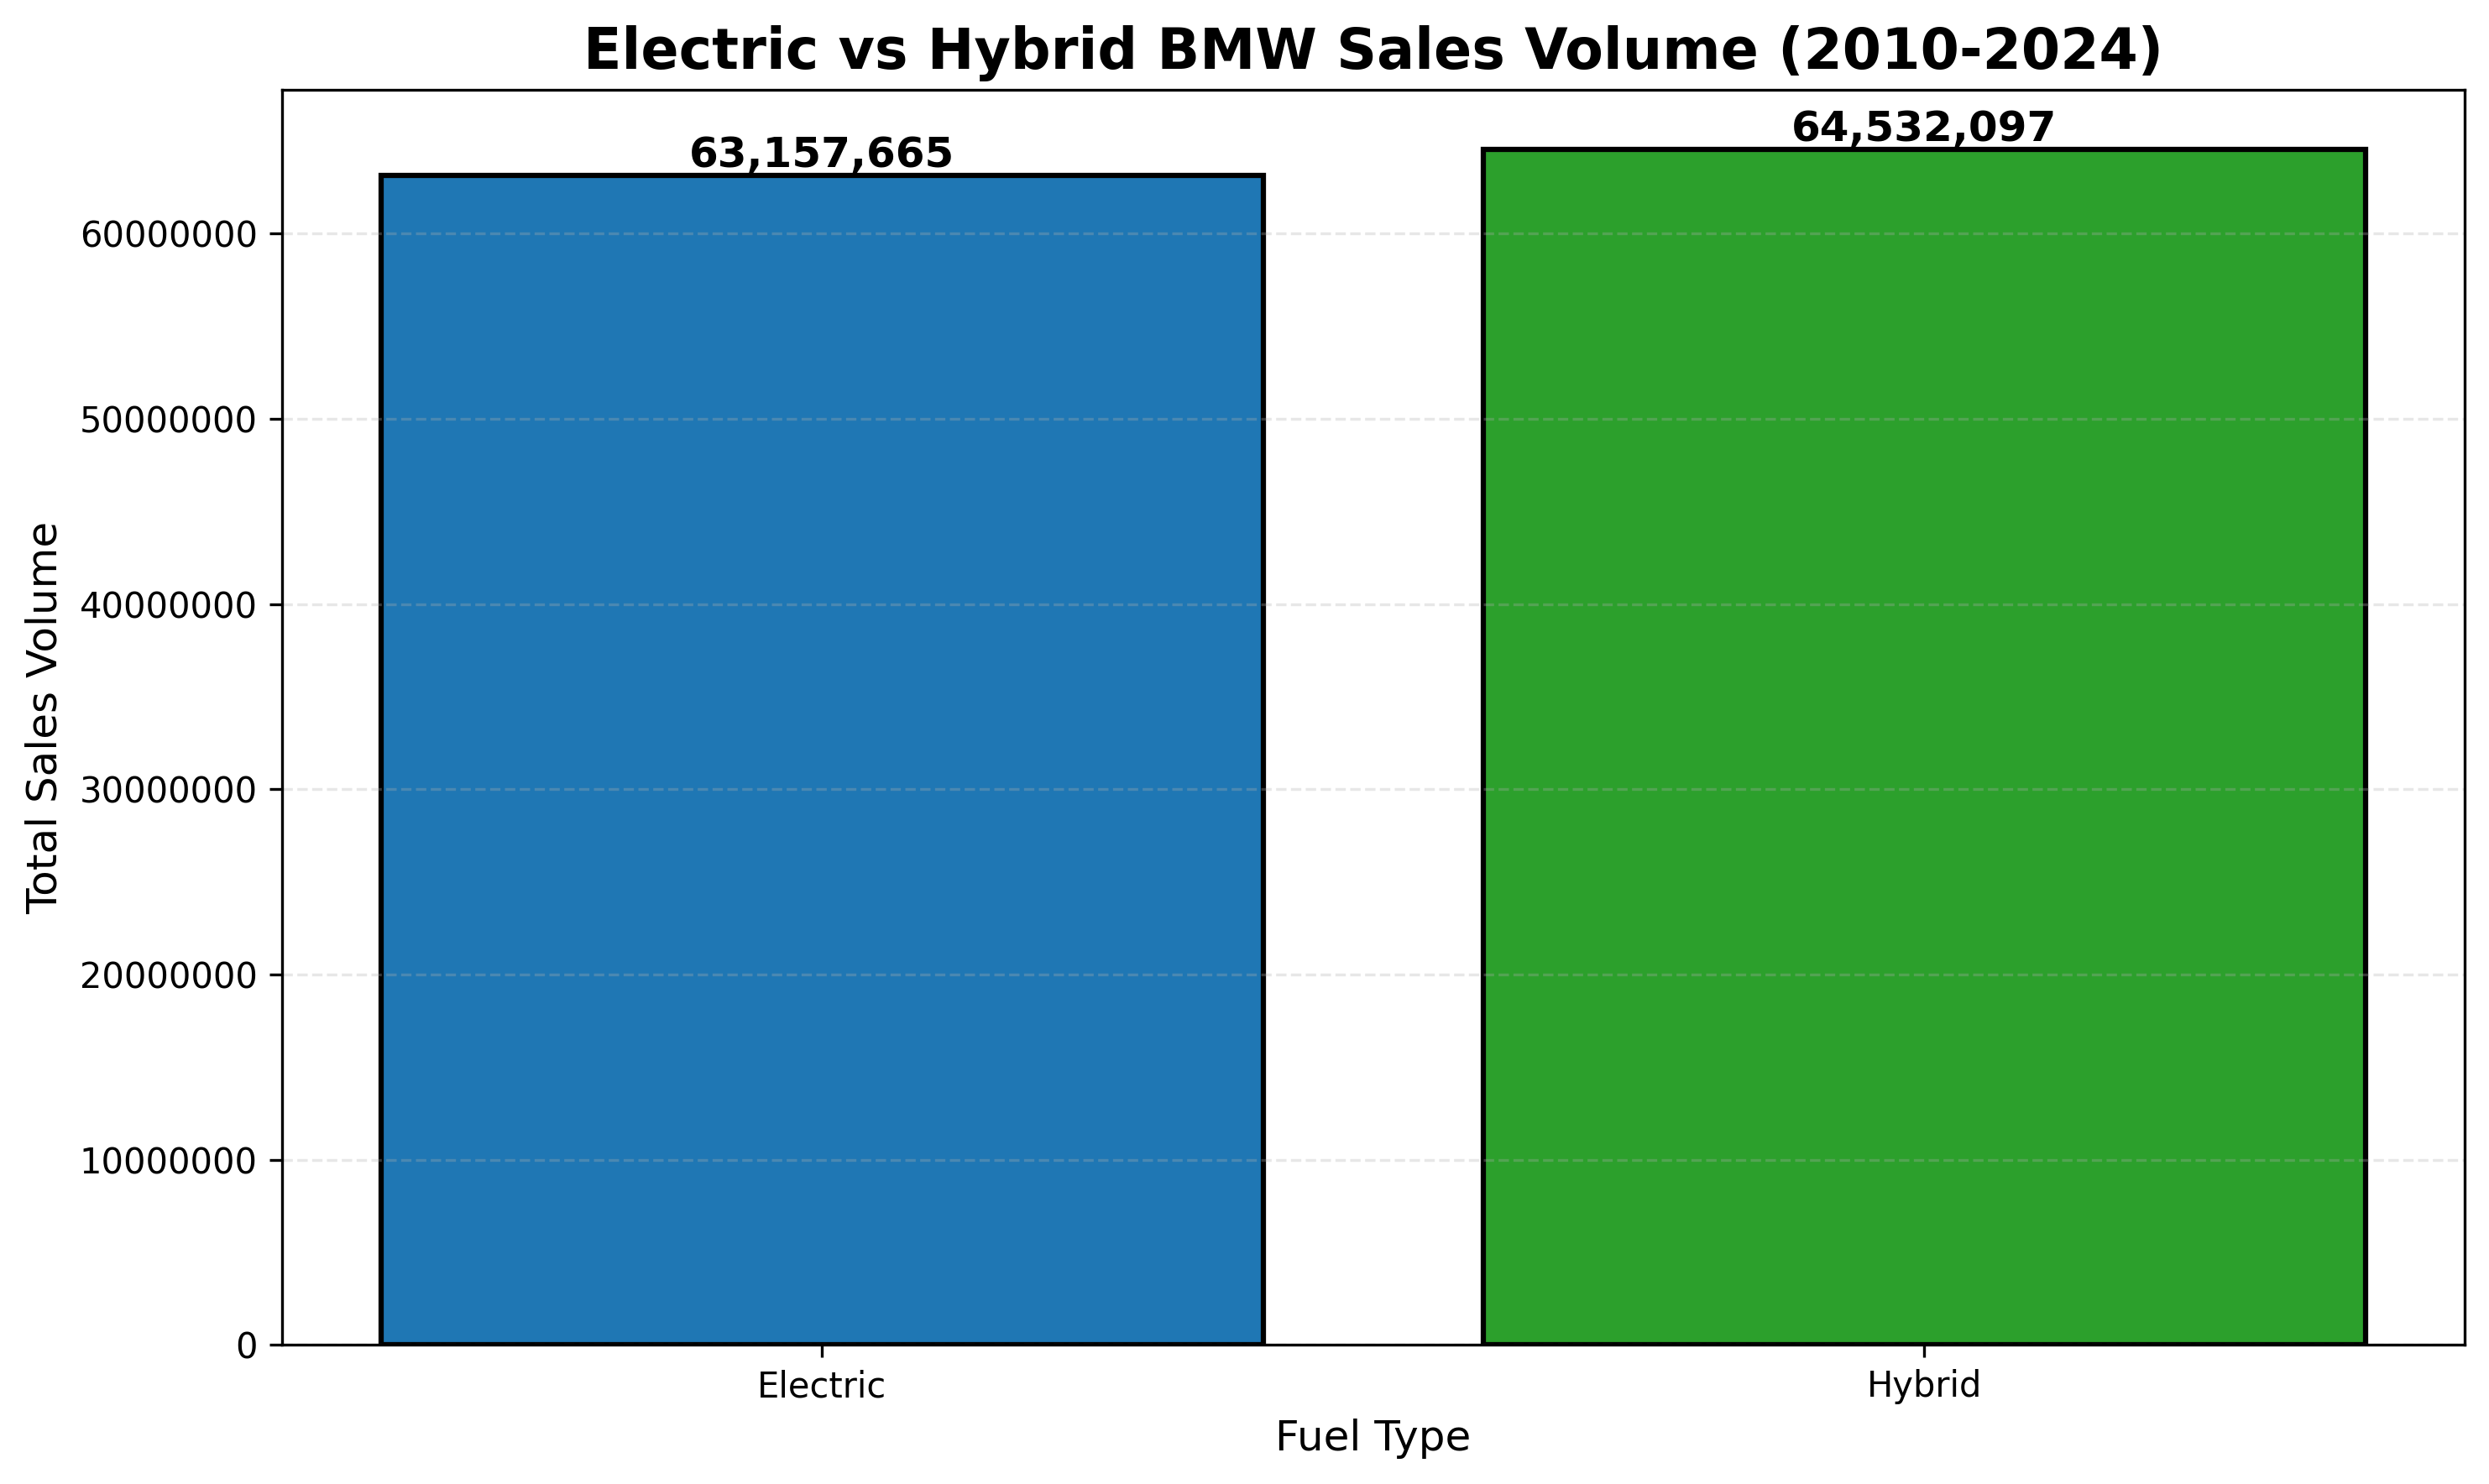 Electric vs Hybrid BMW Sales Volume (2010-2024)
63,157,665
64,532,097
60000000
50000000
40000000
30000000
20000000
10000000
0
Total Sales Volume
Electric
Hybrid
Fuel Type